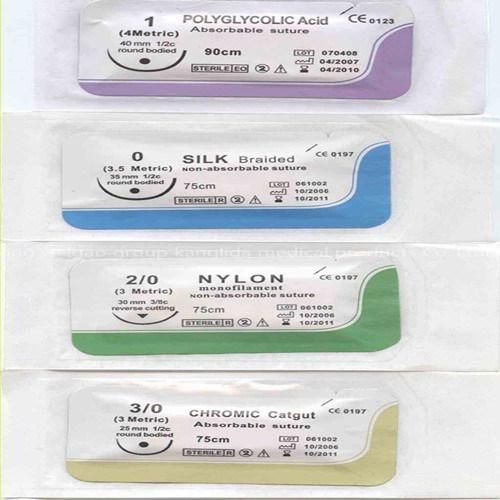 1
(4Metric)
40 mm 1/2c
round bodied
POLYGLYCOLIC Acid
Absorbable suture
CE 0123
90cm
LOT 070408
04/2007
STERILE EO 2
04/2010
0
(3.5 Metric)
35 mm 1/2c
round bodied
SILK Braided
Non-absorbable suture
CE 0197
75cm
LOT 061002
10/2006
STERILE R 2
10/2011
2/0
(3 Metric)
30 mm 3/8c
reverse cutting
NYLON
monofilament
Non-absorbable suture
CE 0197
75cm
LOT 061002
10/2006
STERILE R 2
10/2011
3/0
(3 Metric)
25 mm 1/2c
round bodied
CHROMIC Catgut
Absorbable suture
CE 0197
75cm
LOT 061002
10/2006
STERILE R 2
10/2011